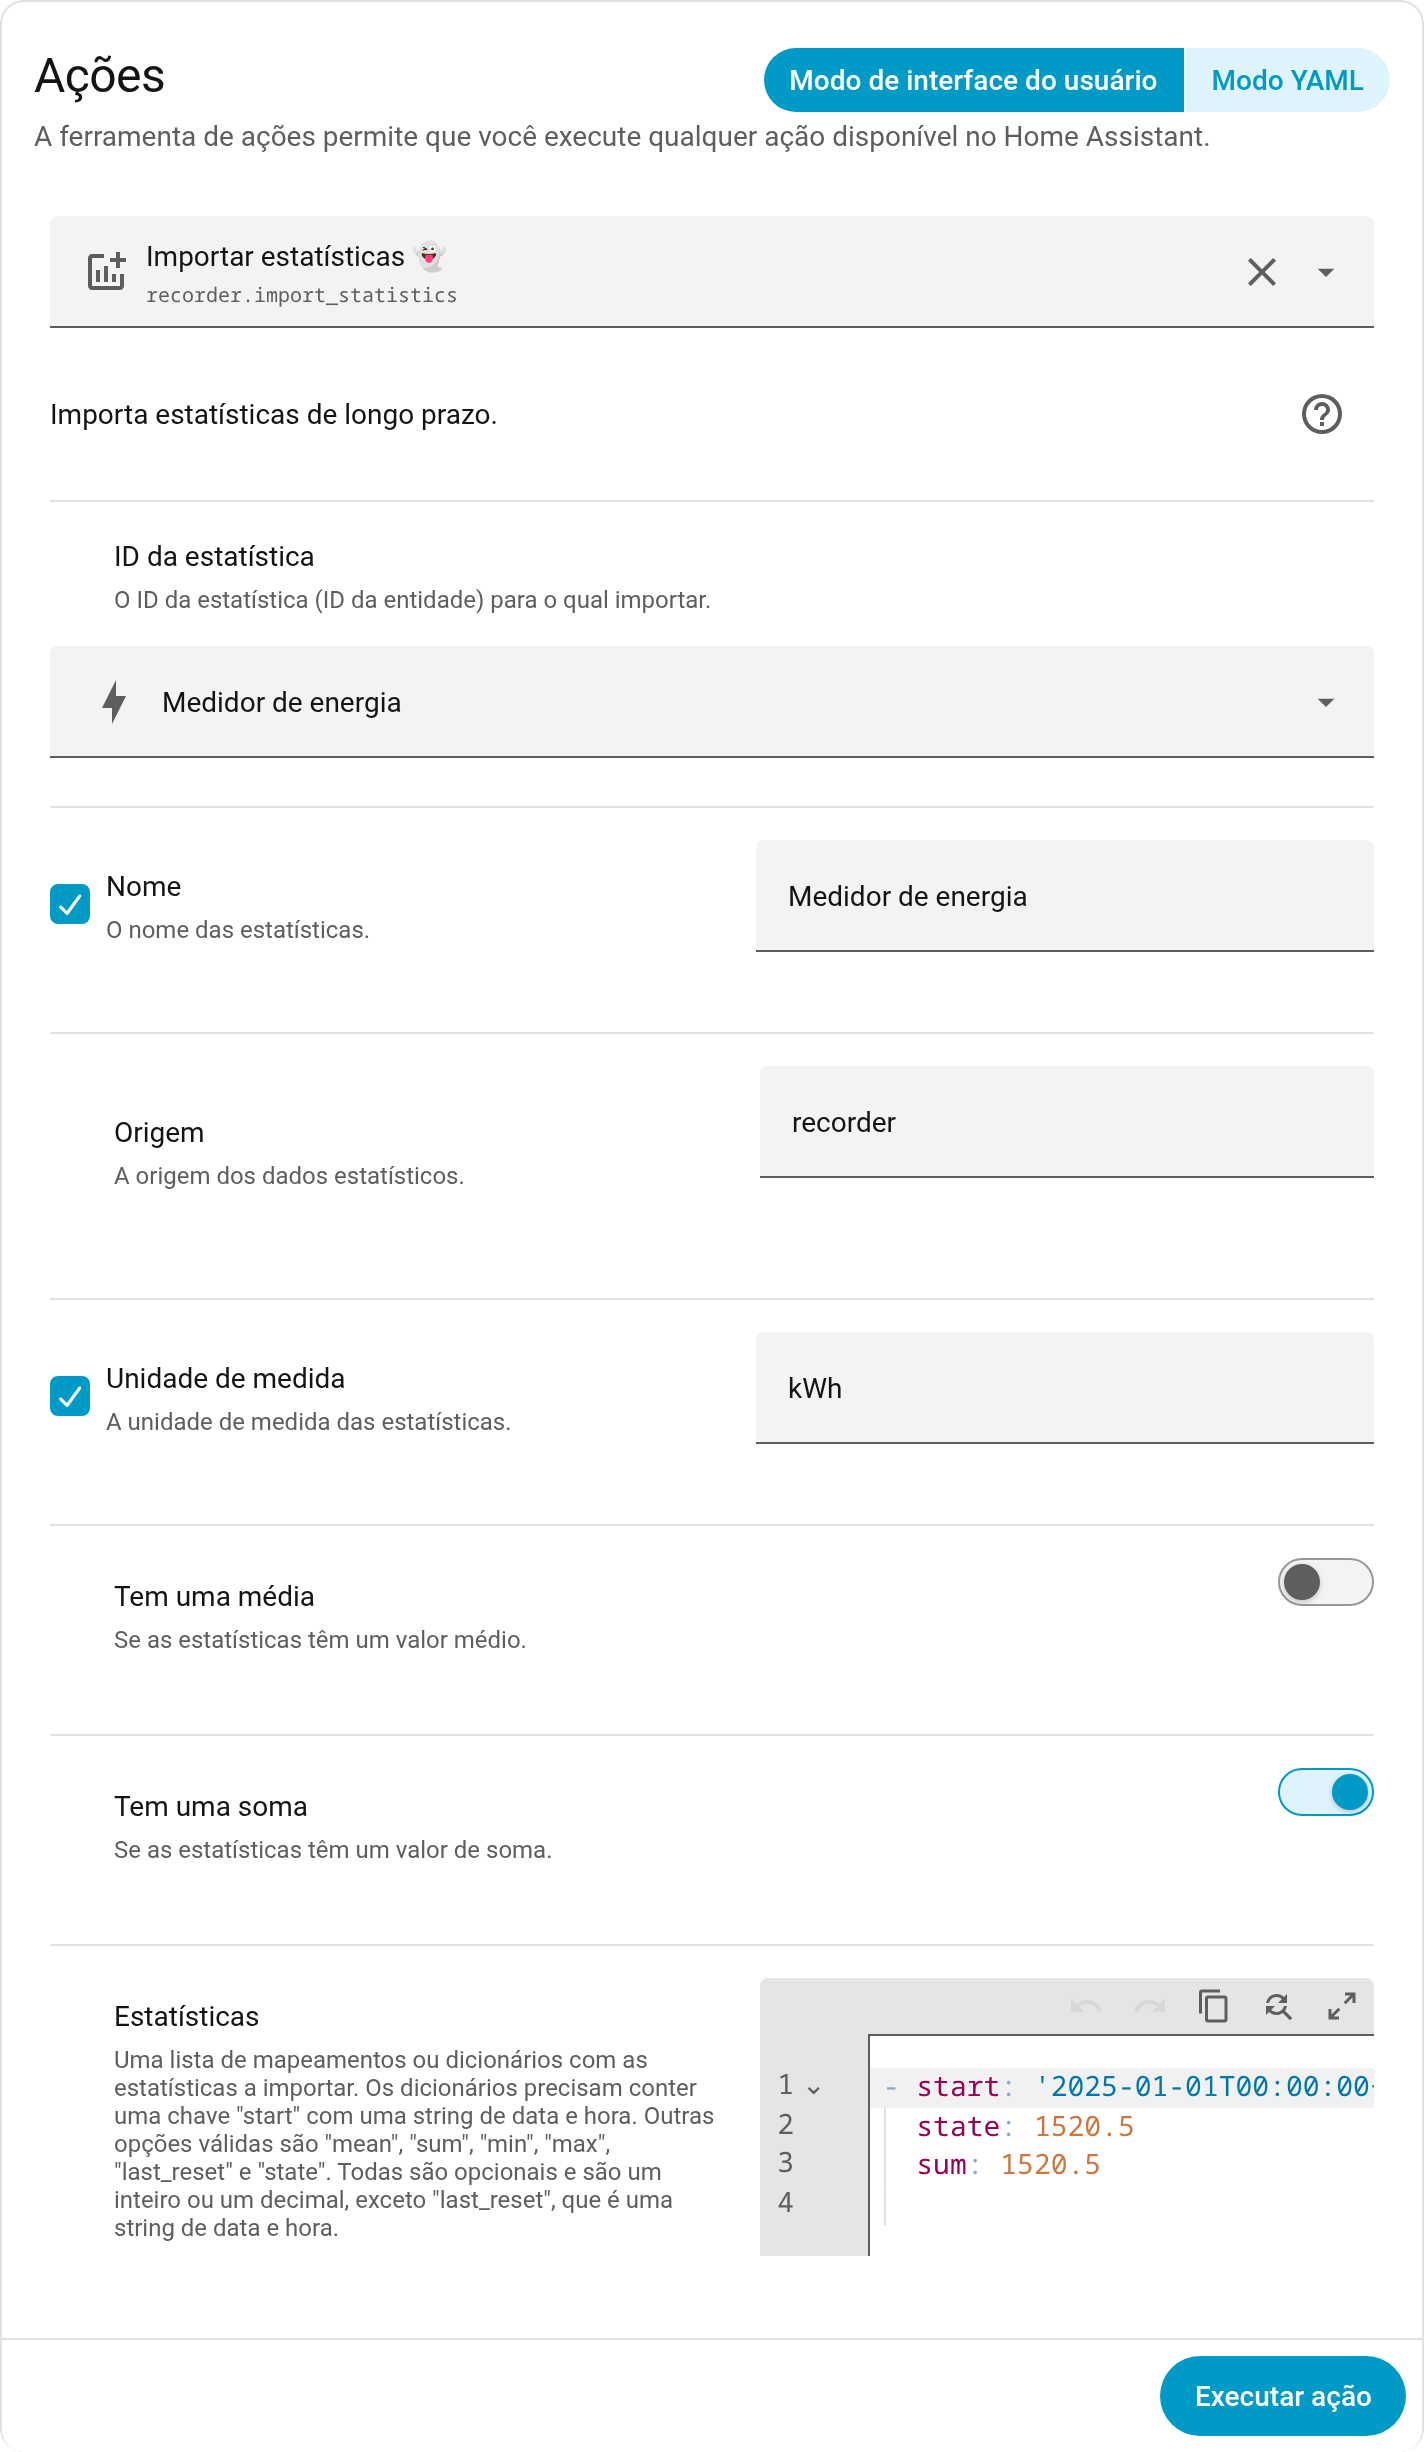 Ações
Modo de interface do usuário
Modo YAML
A ferramenta de ações permite que você execute qualquer ação disponível no Home Assistant.
Importar estatísticas 👻
recorder.import_statistics
Importa estatísticas de longo prazo.
ID da estatística
O ID da estatística (ID da entidade) para o qual importar.
Medidor de energia
Nome
O nome das estatísticas.
Medidor de energia
Origem
A origem dos dados estatísticos.
recorder
Unidade de medida
A unidade de medida das estatísticas.
kWh
Tem uma média
Se as estatísticas têm um valor médio.
Tem uma soma
Se as estatísticas têm um valor de soma.
Estatísticas
Uma lista de mapeamentos ou dicionários com as
estatísticas a importar. Os dicionários precisam conter
uma chave "start" com uma string de data e hora. Outras
opções válidas são "mean", "sum", "min", "max",
"last_reset" e "state". Todas são opcionais e são um
inteiro ou um decimal, exceto "last_reset", que é uma
string de data e hora.
1 - start: '2025-01-01T00:00:00
2 state: 1520.5
3 sum: 1520.5
4
Executar ação